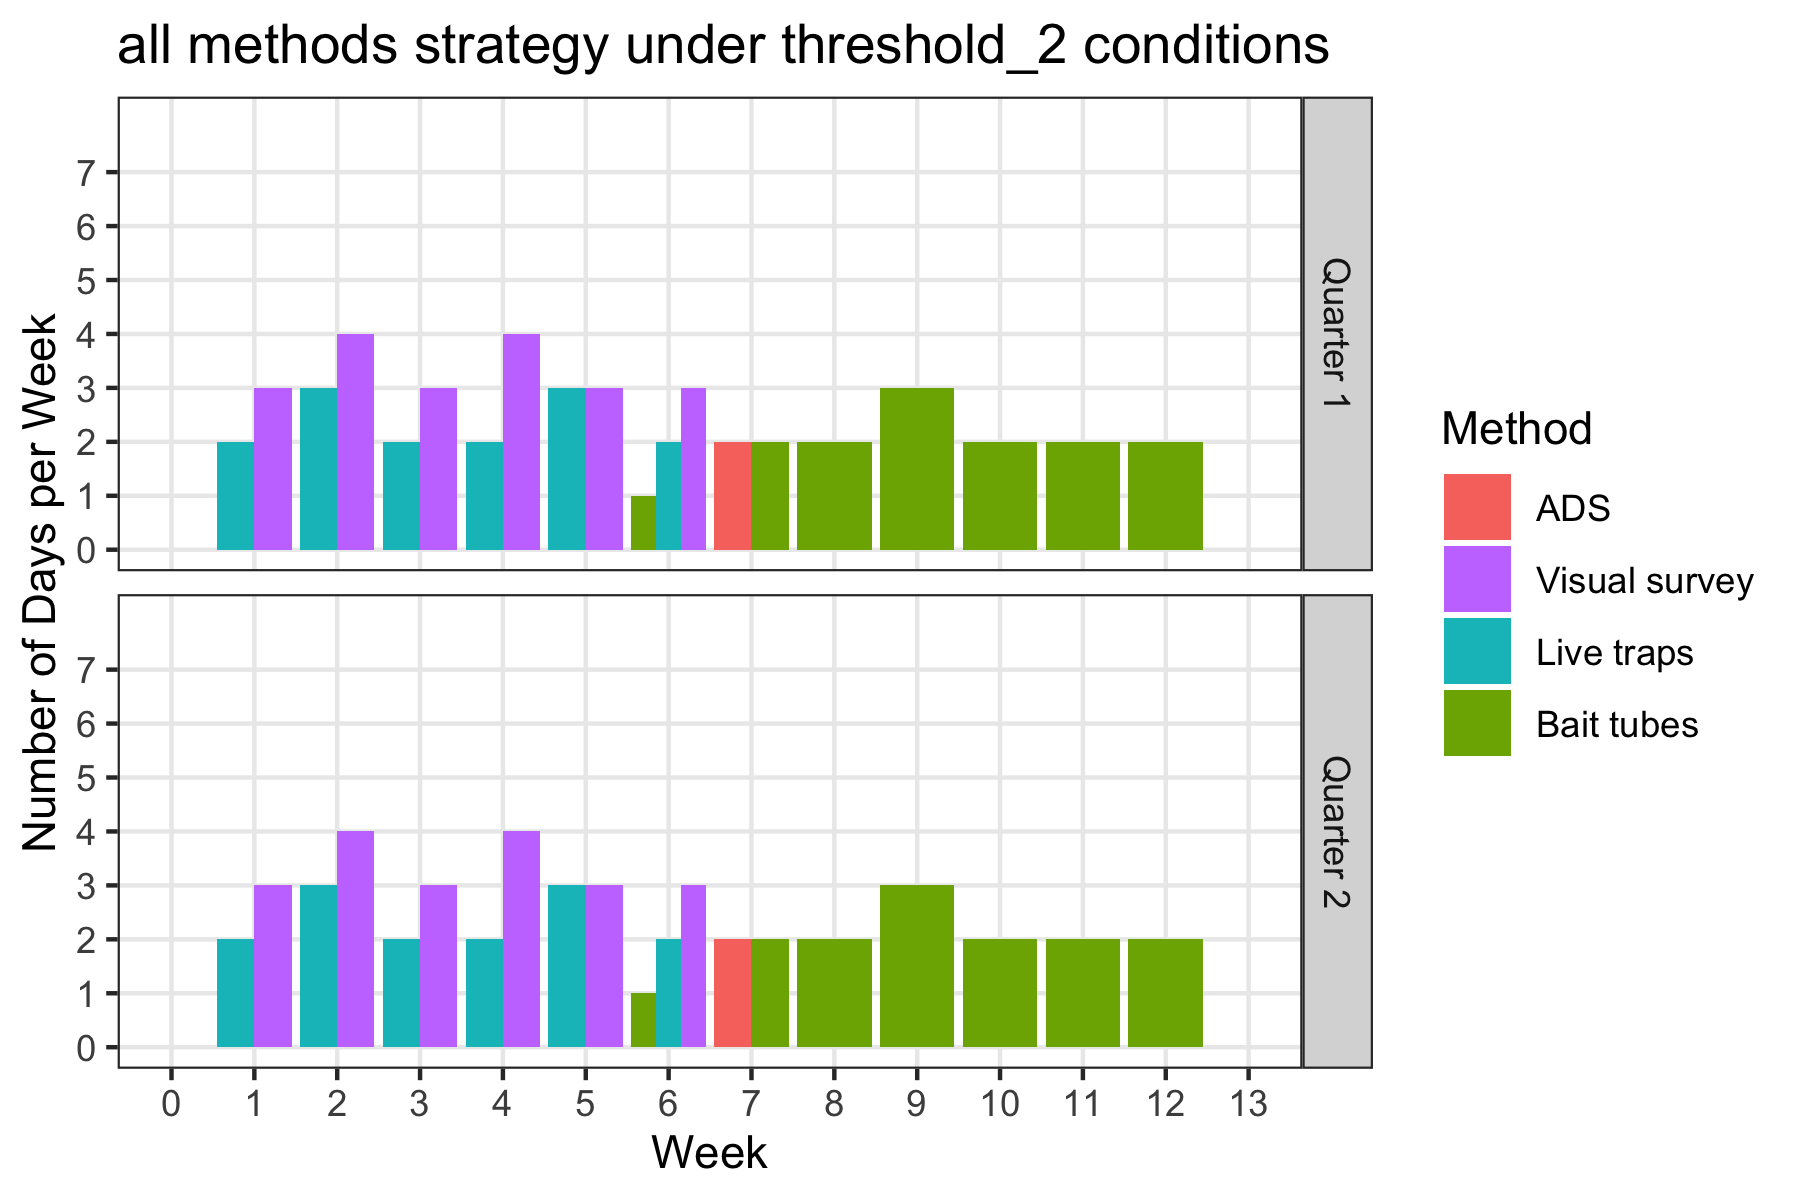 all methods strategy under threshold_2 conditions
Number of Days per Week
7
6
5
4
3
2
1
0
Quarter 1
7
6
5
4
3
2
1
0
Quarter 2
0 1 2 3 4 5 6 7 8 9 10 11 12 13
Week
Method
ADS
Visual survey
Live traps
Bait tubes